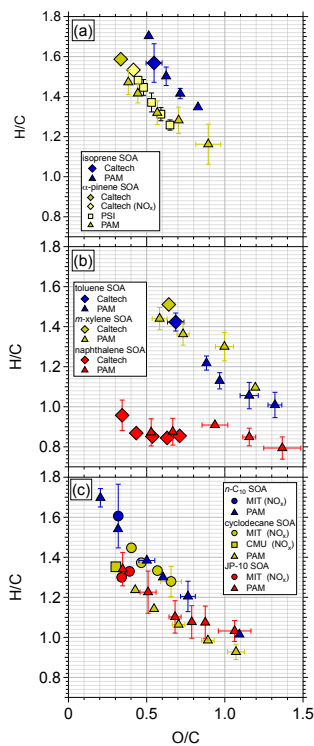 (a)
1.8
1.6
1.4
1.2
1.0
H/C
isoprene SOA
Caltech
PAM
α-pinene SOA
Caltech
Caltech (NOx)
PSI
PAM
(b)
1.6
1.4
1.2
1.0
0.8
H/C
toluene SOA
Caltech
PAM
m-xylene SOA
Caltech
PAM
naphthalene SOA
Caltech
PAM
(c)
1.8
1.6
1.4
1.2
1.0
0.8
H/C
n-C10 SOA
MIT (NOx)
PAM
cyclodecane SOA
MIT (NOx)
CMU (NOx)
PAM
JP-10 SOA
MIT (NOx)
PAM
0 0.5 1.0 1.5
O/C